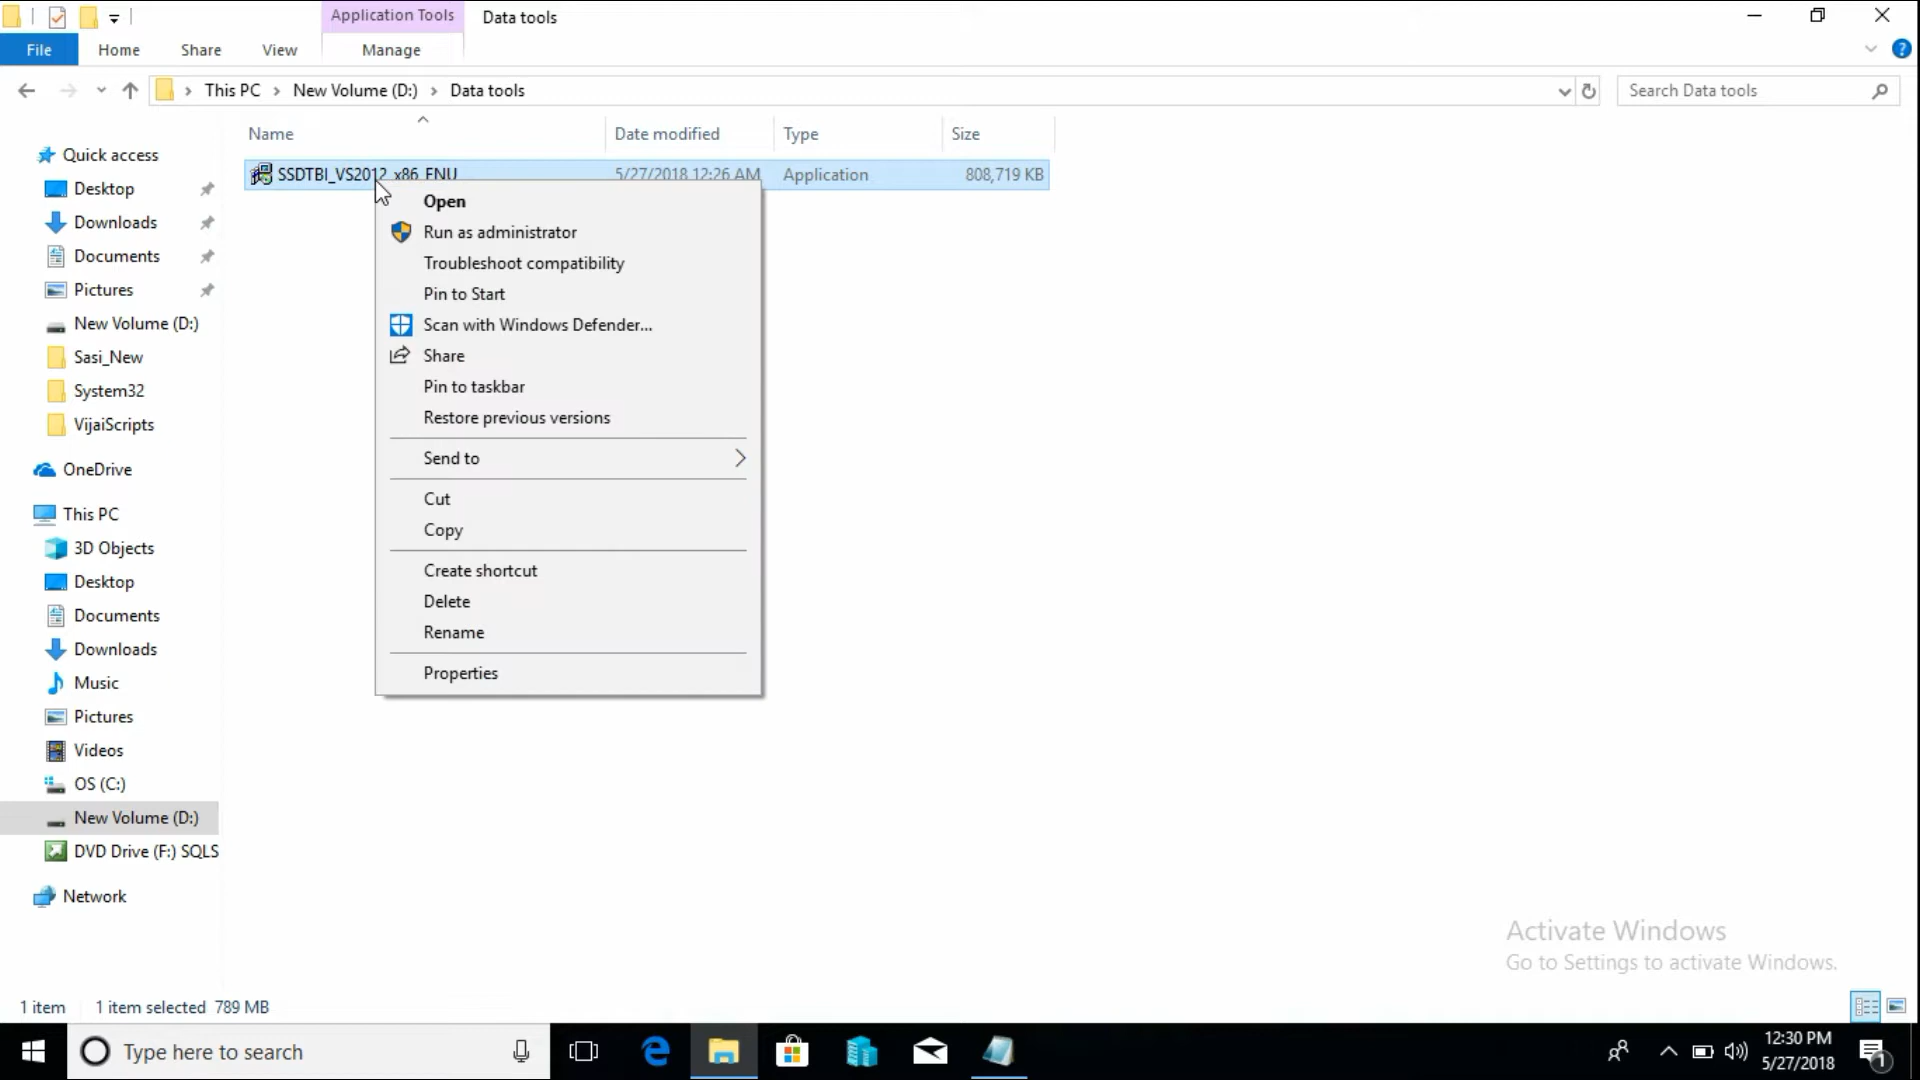 Application Tools
Data tools
File
Home
Share
View
Manage
This PC
New Volume (D:)
Data tools
Search Data tools
Name
Date modified
Type
Size
SSDTBI_VS2012_x86_ENU
5/27/2018 12:26 AM
Application
808,719 KB
Quick access
Desktop
Downloads
Documents
Pictures
New Volume (D:)
Sasi_New
System32
VijaiScripts
OneDrive
This PC
3D Objects
Desktop
Documents
Downloads
Music
Pictures
Videos
OS (C:)
New Volume (D:)
DVD Drive (F:) SQLS
Network
Open
Run as administrator
Troubleshoot compatibility
Pin to Start
Scan with Windows Defender...
Share
Pin to taskbar
Restore previous versions
Send to
Cut
Copy
Create shortcut
Delete
Rename
Properties
Activate Windows
Go to Settings to activate Windows.
1 item
1 item selected 789 MB
Type here to search
12:30 PM
5/27/2018
1